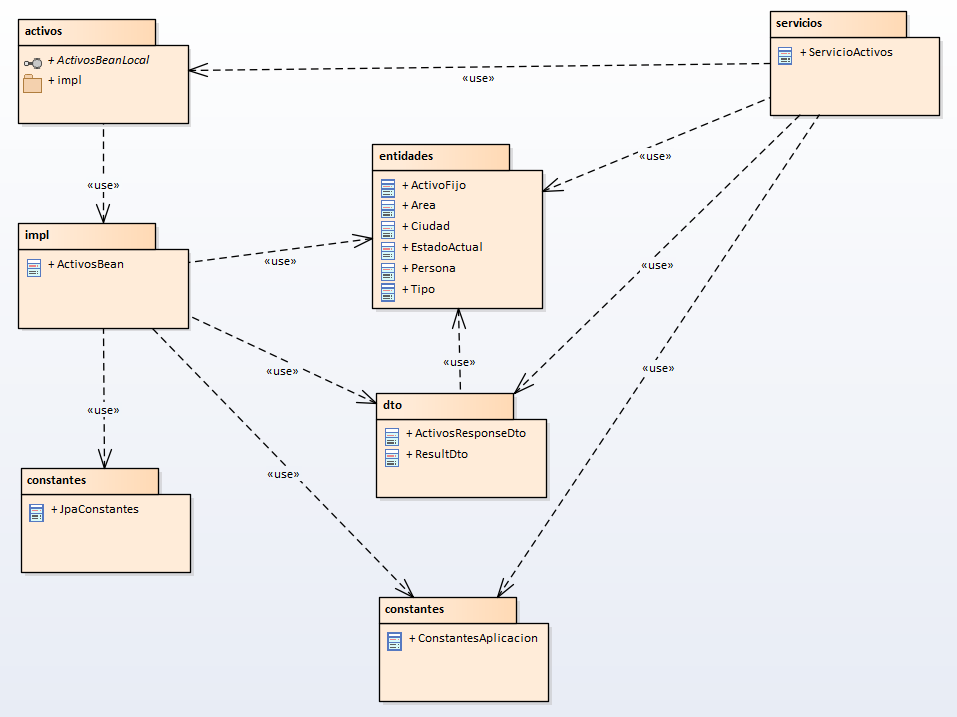 activos
+ ActivosBeanLocal
+ impl
servicios
+ ServicioActivos
«use»
entidades
+ ActivoFijo
+ Area
+ Ciudad
+ EstadoActual
+ Persona
+ Tipo
«use»
«use»
impl
+ ActivosBean
«use»
«use»
«use»
«use»
«use»
dto
+ ActivosResponseDto
+ ResultDto
«use»
«use»
constantes
+ JpaConstantes
«use»
constantes
+ ConstantesAplicacion